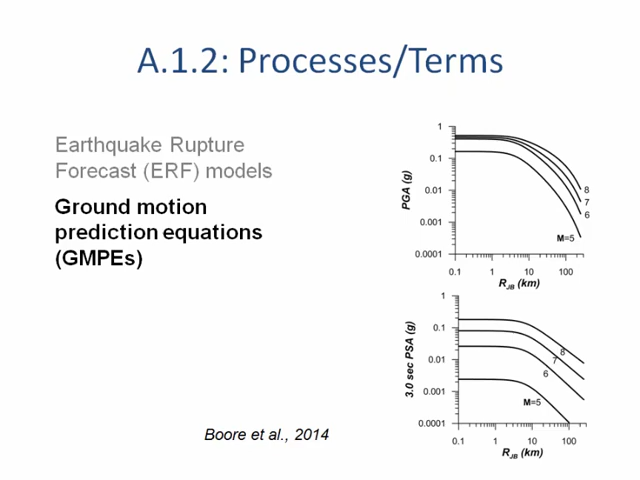 A.1.2: Processes/Terms
Earthquake Rupture
Forecast (ERF) models
Ground motion
prediction equations
(GMPEs)
1
0.1
0.01
0.001
0.0001
PGA (g)
8
7
6
M=5
0.1 1 10 100
R_JB (km)
1
0.1
0.01
0.001
0.0001
3.0 sec PSA (g)
8
7
6
M=5
0.1 1 10 100
R_JB (km)
Boore et al., 2014